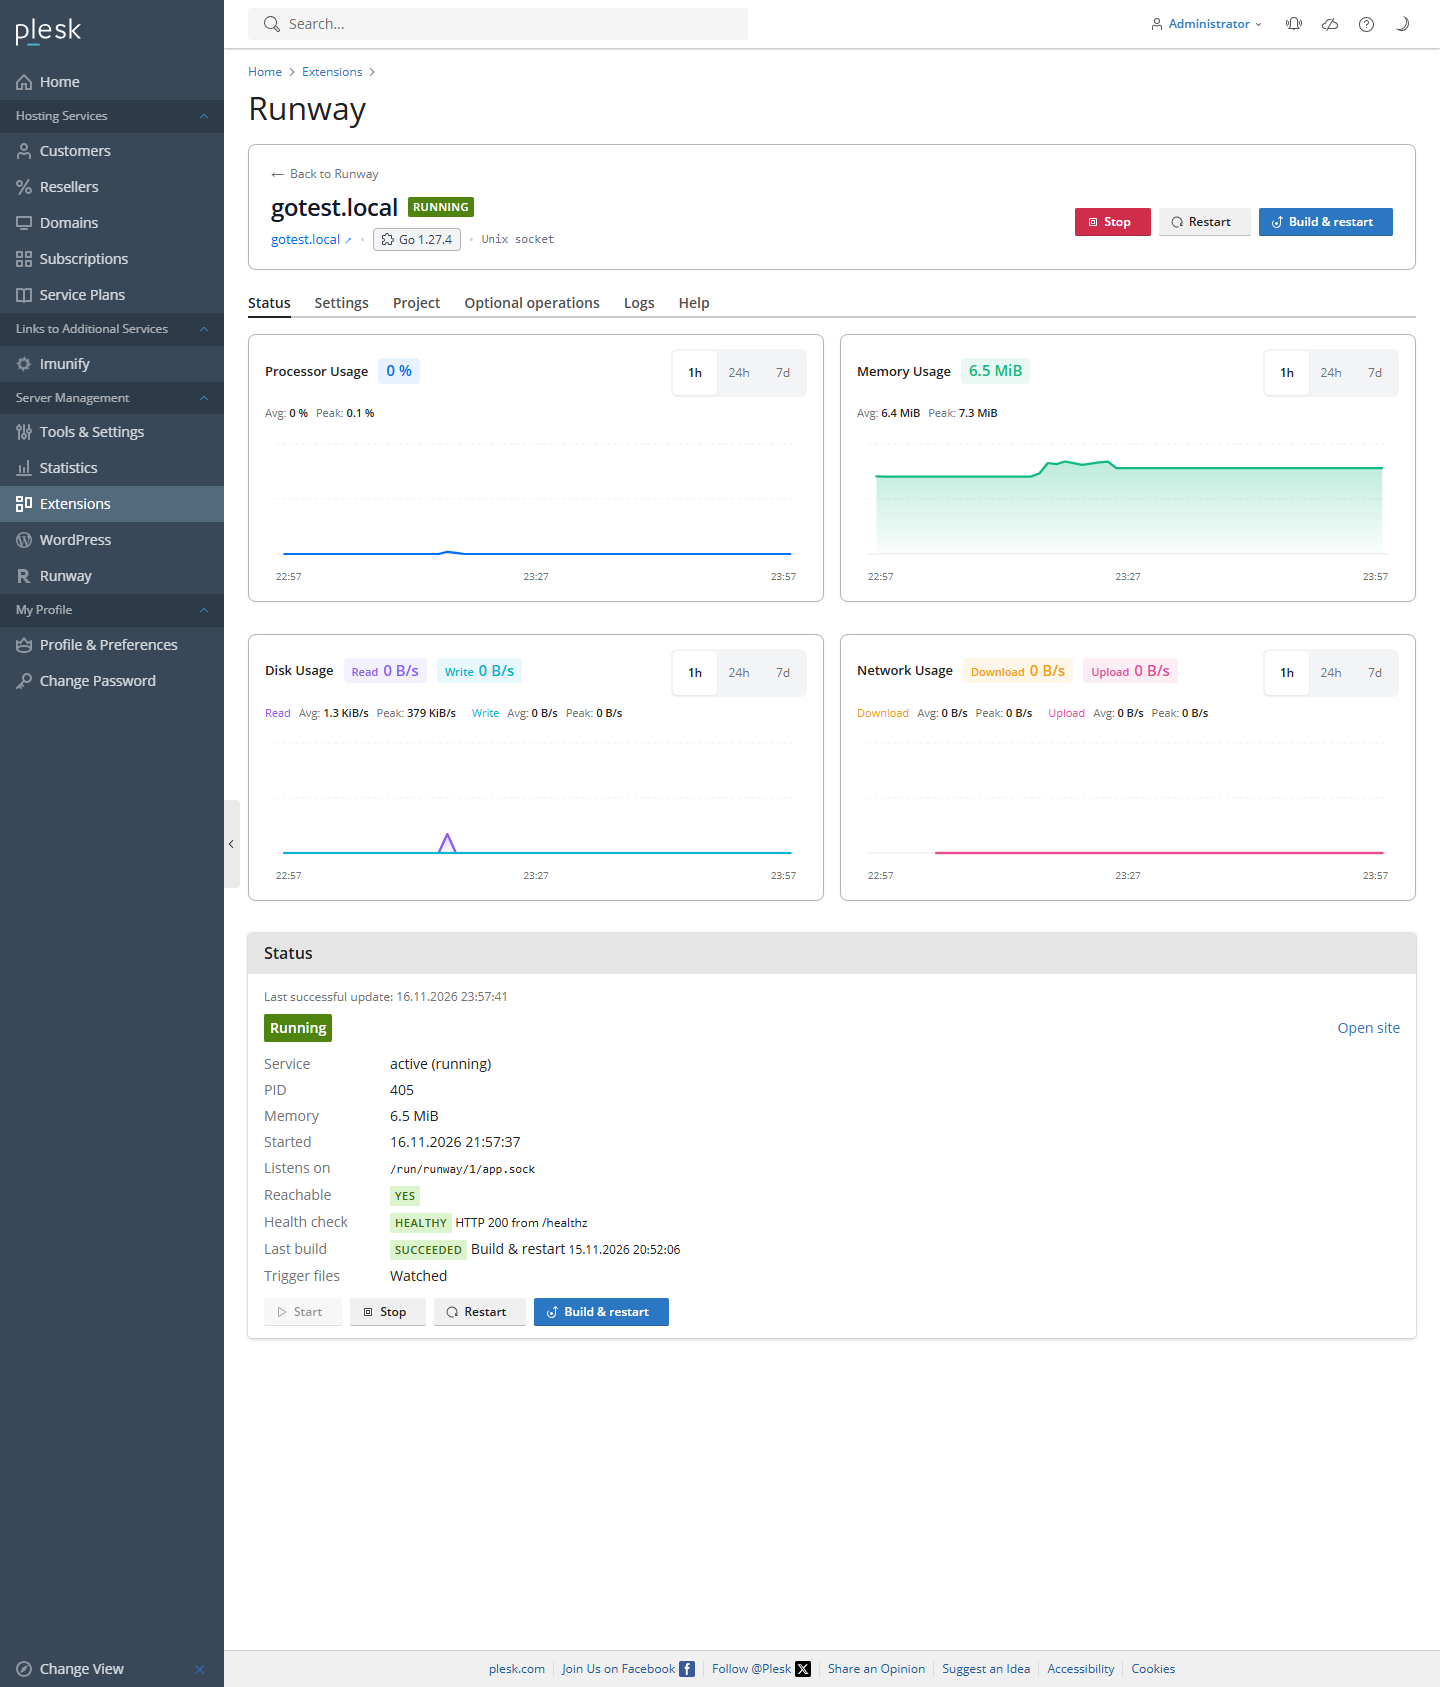 plesk
Search...
Administrator
Home
Hosting Services
Customers
Resellers
Domains
Subscriptions
Service Plans
Links to Additional Services
Imunify
Server Management
Tools & Settings
Statistics
Extensions
WordPress
Runway
My Profile
Profile & Preferences
Change Password
Change View
Home > Extensions >
Runway
← Back to Runway
gotest.local RUNNING
gotest.local ↗ • Go 1.27.4 • Unix socket
Stop Restart Build & restart
Status Settings Project Optional operations Logs Help
Processor Usage 0 % 1h 24h 7d
Avg: 0 % Peak: 0.1 %
22:57 23:27 23:57
Memory Usage 6.5 MiB 1h 24h 7d
Avg: 6.4 MiB Peak: 7.3 MiB
22:57 23:27 23:57
Disk Usage Read 0 B/s Write 0 B/s 1h 24h 7d
Read Avg: 1.3 KiB/s Peak: 379 KiB/s Write Avg: 0 B/s Peak: 0 B/s
22:57 23:27 23:57
Network Usage Download 0 B/s Upload 0 B/s 1h 24h 7d
Download Avg: 0 B/s Peak: 0 B/s Upload Avg: 0 B/s Peak: 0 B/s
22:57 23:27 23:57
Status
Last successful update: 16.11.2026 23:57:41
Running Open site
Service active (running)
PID 405
Memory 6.5 MiB
Started 16.11.2026 21:57:37
Listens on /run/runway/1/app.sock
Reachable YES
Health check HEALTHY HTTP 200 from /healthz
Last build SUCCEEDED Build & restart 15.11.2026 20:52:06
Trigger files Watched
Start Stop Restart Build & restart
plesk.com Join Us on Facebook Follow @Plesk Share an Opinion Suggest an Idea Accessibility Cookies